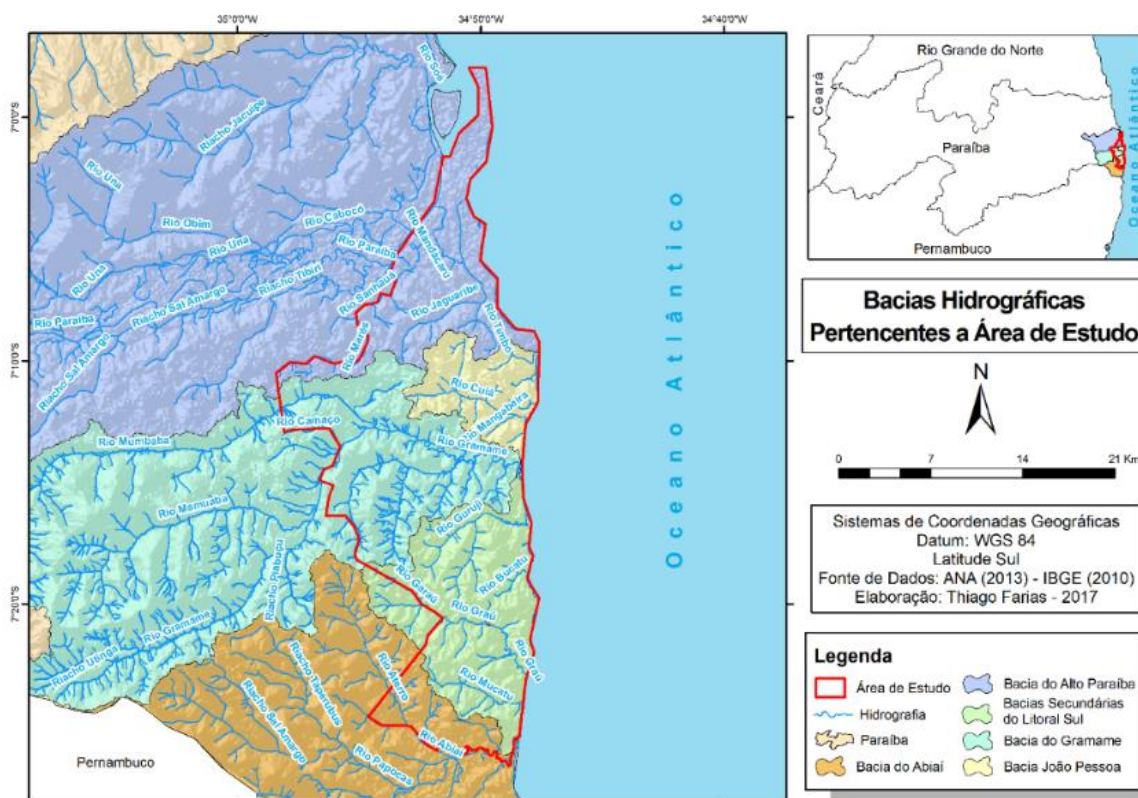 35°0'0"W
34°50'0"W
34°40'0"W
7°0'0"S
7°10'0"S
7°20'0"S
Rio Soé
Riacho Jacuípe
Rio Una
Rio Obim
Rio Cabocó
Rio Una
Rio Mandacarú
Rio Paraíba
Rio Una
Riacho Tibiri
Rio Sanhauá
Riacho Sal Amargo
Rio Jaguaribe
Rio Paraíba
Rio Marés
Rio Timbo
Riacho Sal Amargo
Rio Cuiá
Rio Mangabeira
Rio Camaço
Rio Mumbaba
Rio Gramame
Rio Mamuaba
Rio Guruji
Riacho Piabuçu
Rio Garaú
Rio Bucatu
Rio Graú
Rio Gramame
Riacho Utinga
Rio Graú
Rio Aterro
Rio Mucatu
Riacho Taperubus
Riacho Sal Amargo
Rio Abiaí
Rio Papocas
Pernambuco
Oceano Atlântico
Rio Grande do Norte
Ceará
Paraíba
Pernambuco
Oceano Atlântico
Bacias Hidrográficas
Pertencentes a Área de Estudo
N
0 7 14 21 Km
Sistemas de Coordenadas Geográficas
Datum: WGS 84
Latitude Sul
Fonte de Dados: ANA (2013) - IBGE (2010)
Elaboração: Thiago Farias - 2017
Legenda
Área de Estudo
Hidrografia
Paraíba
Bacia do Abiaí
Bacia do Alto Paraíba
Bacias Secundárias
do Litoral Sul
Bacia do Gramame
Bacia João Pessoa